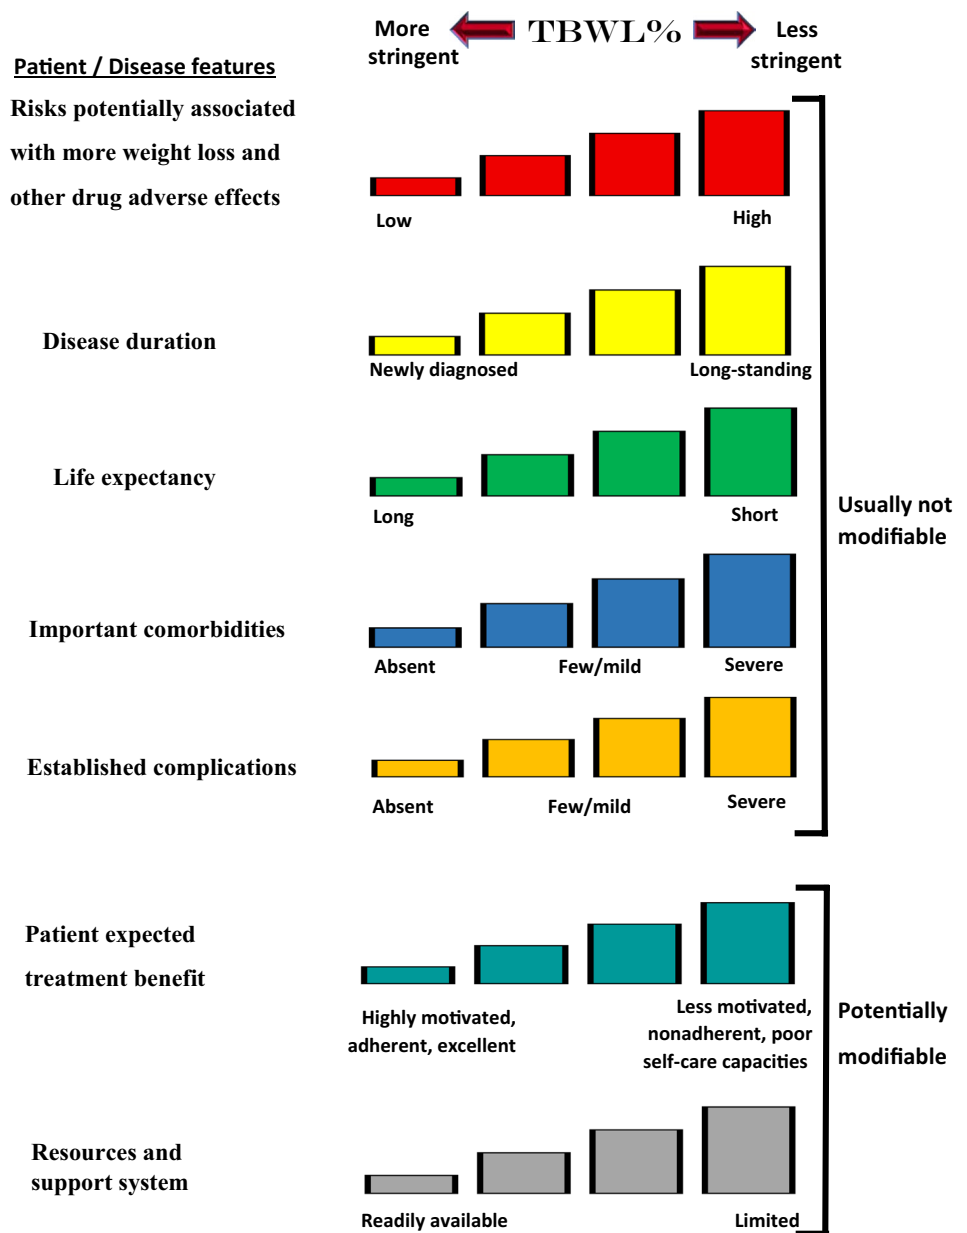 More
stringent
TBWL%
Less
stringent
Patient / Disease features
Risks potentially associated
with more weight loss and
other drug adverse effects
Low
High
Disease duration
Newly diagnosed
Long-standing
Life expectancy
Long
Short
Usually not
modifiable
Important comorbidities
Absent
Few/mild
Severe
Established complications
Absent
Few/mild
Severe
Patient expected
treatment benefit
Highly motivated,
adherent, excellent
Less motivated,
nonadherent, poor
self-care capacities
Potentially
modifiable
Resources and
support system
Readily available
Limited